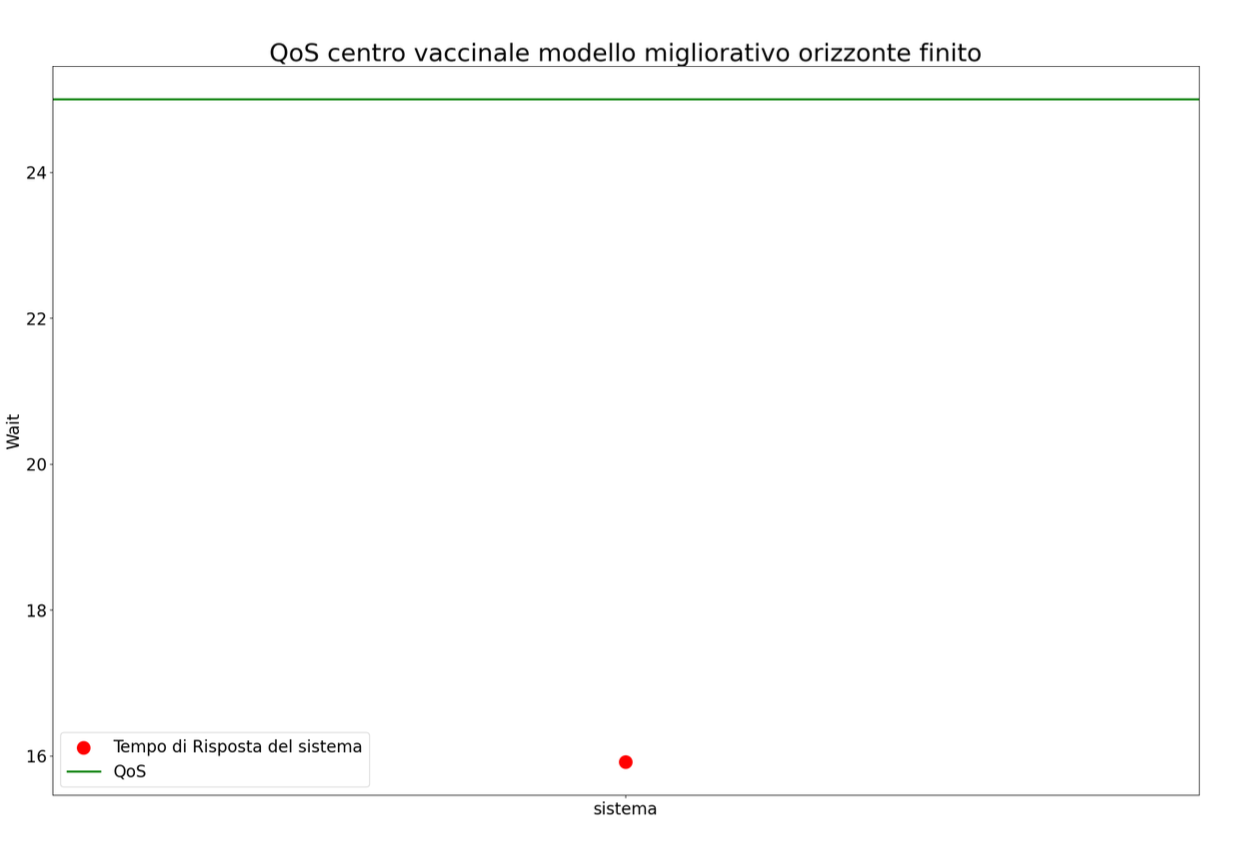 QoS centro vaccinale modello migliorativo orizzonte finito
24
22
Wait
20
18
16
Tempo di Risposta del sistema
QoS
sistema